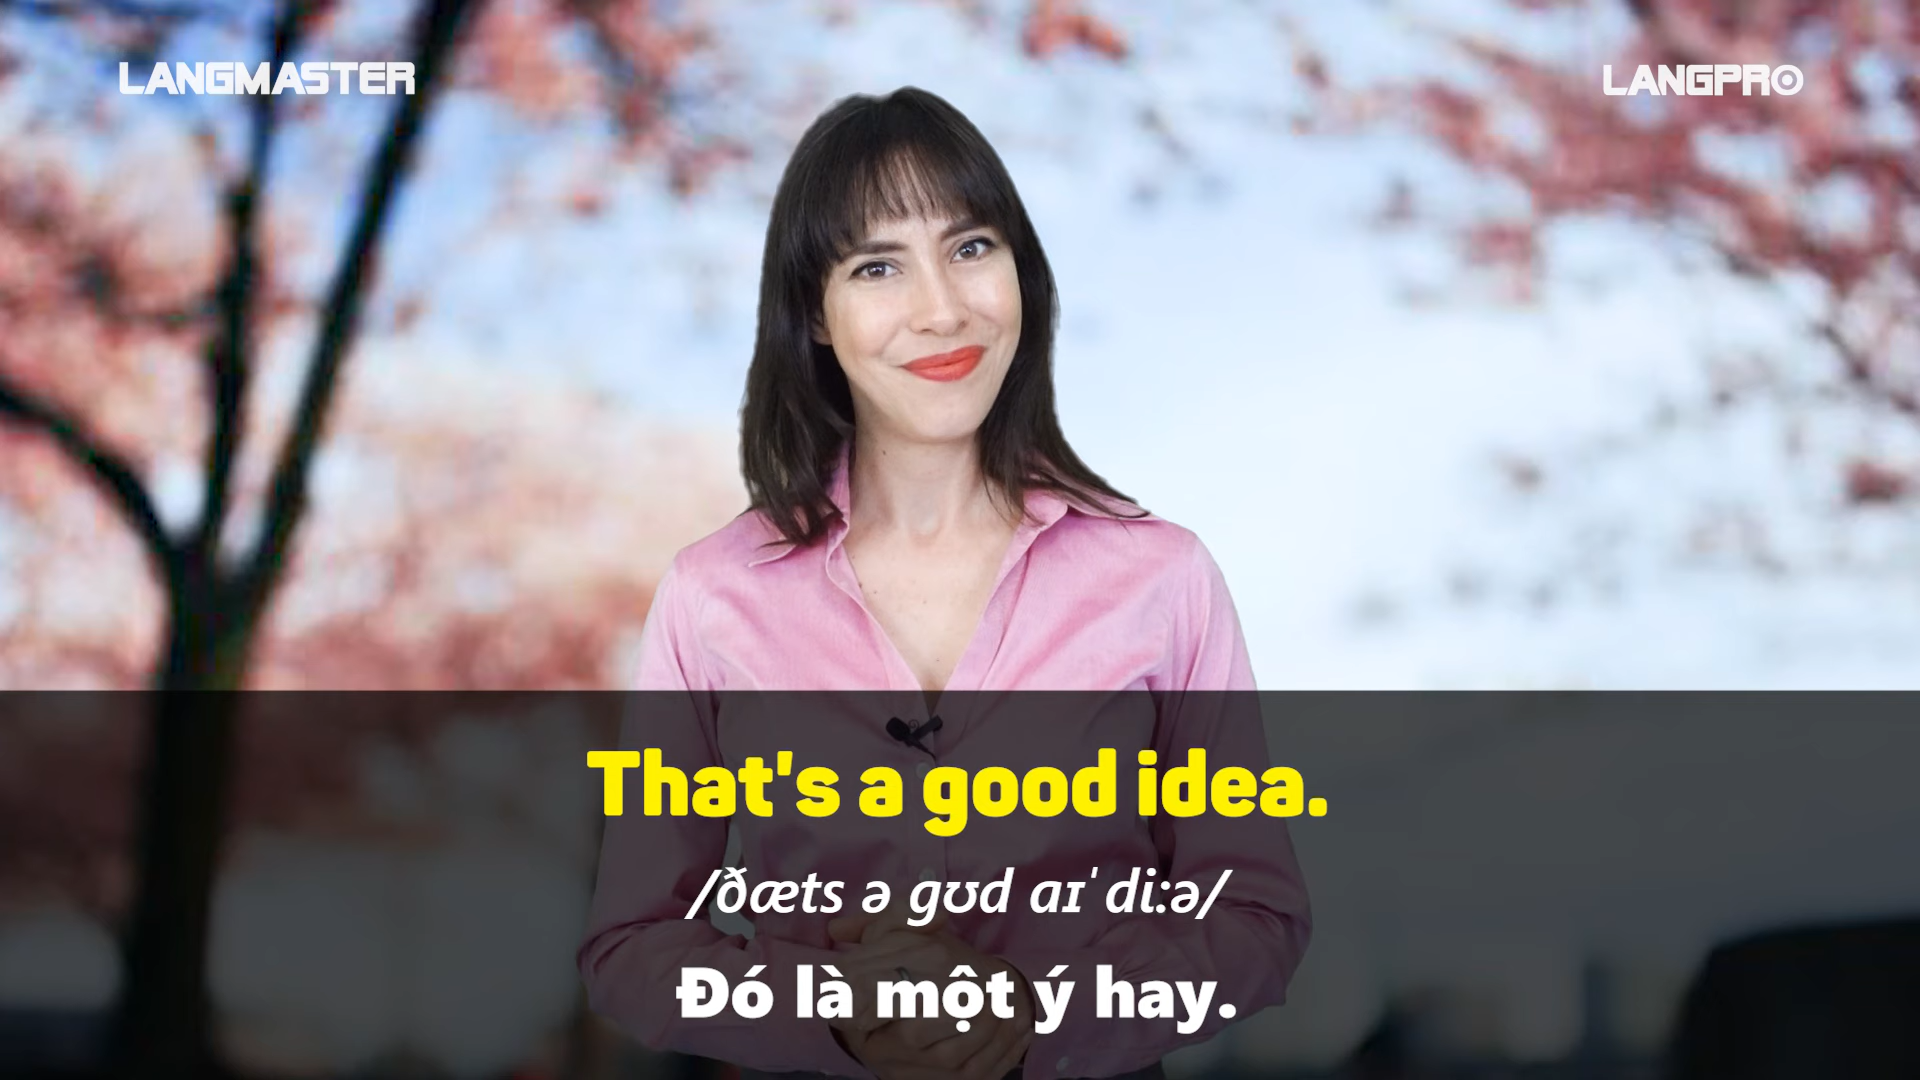 LANGMASTER
LANGPRO
That's a good idea.
/ðæts ə gʊd aɪˈdiːə/
Đó là một ý hay.